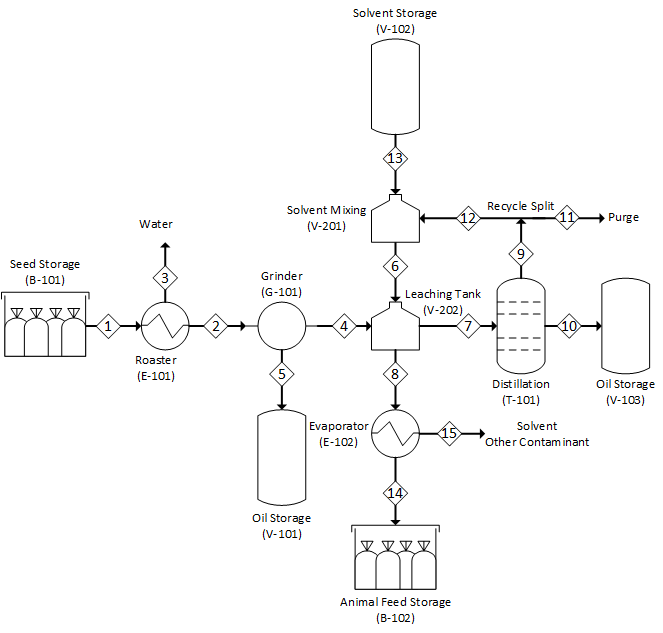 Solvent Storage
(V-102)
13
Solvent Mixing
(V-201)
12
Recycle Split
11
Purge
Water
6
9
Seed Storage
(B-101)
3
Grinder
(G-101)
Leaching Tank
(V-202)
1
2
4
7
10
Roaster
(E-101)
5
8
Distillation
(T-101)
Oil Storage
(V-103)
Evaporator
(E-102)
15
Solvent
Other Contaminant
14
Oil Storage
(V-101)
Animal Feed Storage
(B-102)